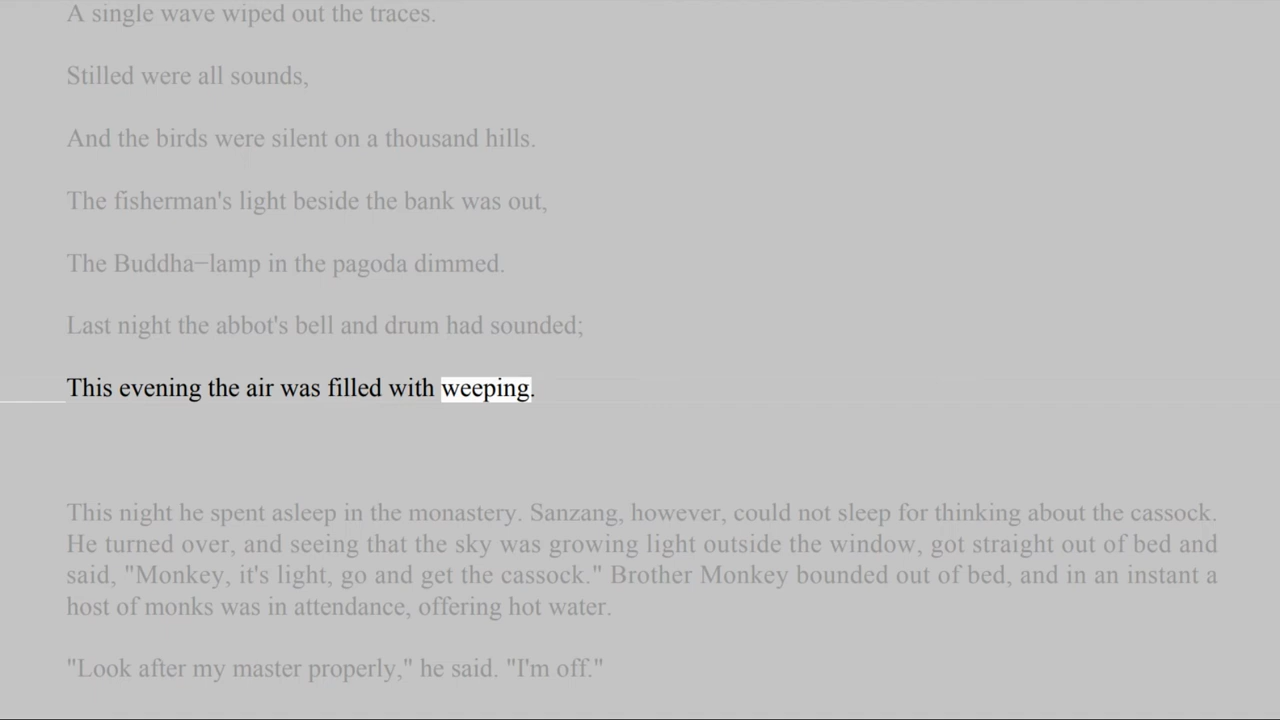 A single wave wiped out the traces.
Stilled were all sounds,
And the birds were silent on a thousand hills.
The fisherman's light beside the bank was out,
The Buddha−lamp in the pagoda dimmed.
Last night the abbot's bell and drum had sounded;
This evening the air was filled with weeping.
This night he spent asleep in the monastery. Sanzang, however, could not sleep for thinking about the cassock.
He turned over, and seeing that the sky was growing light outside the window, got straight out of bed and
said, "Monkey, it's light, go and get the cassock." Brother Monkey bounded out of bed, and in an instant a
host of monks was in attendance, offering hot water.
"Look after my master properly," he said. "I'm off."